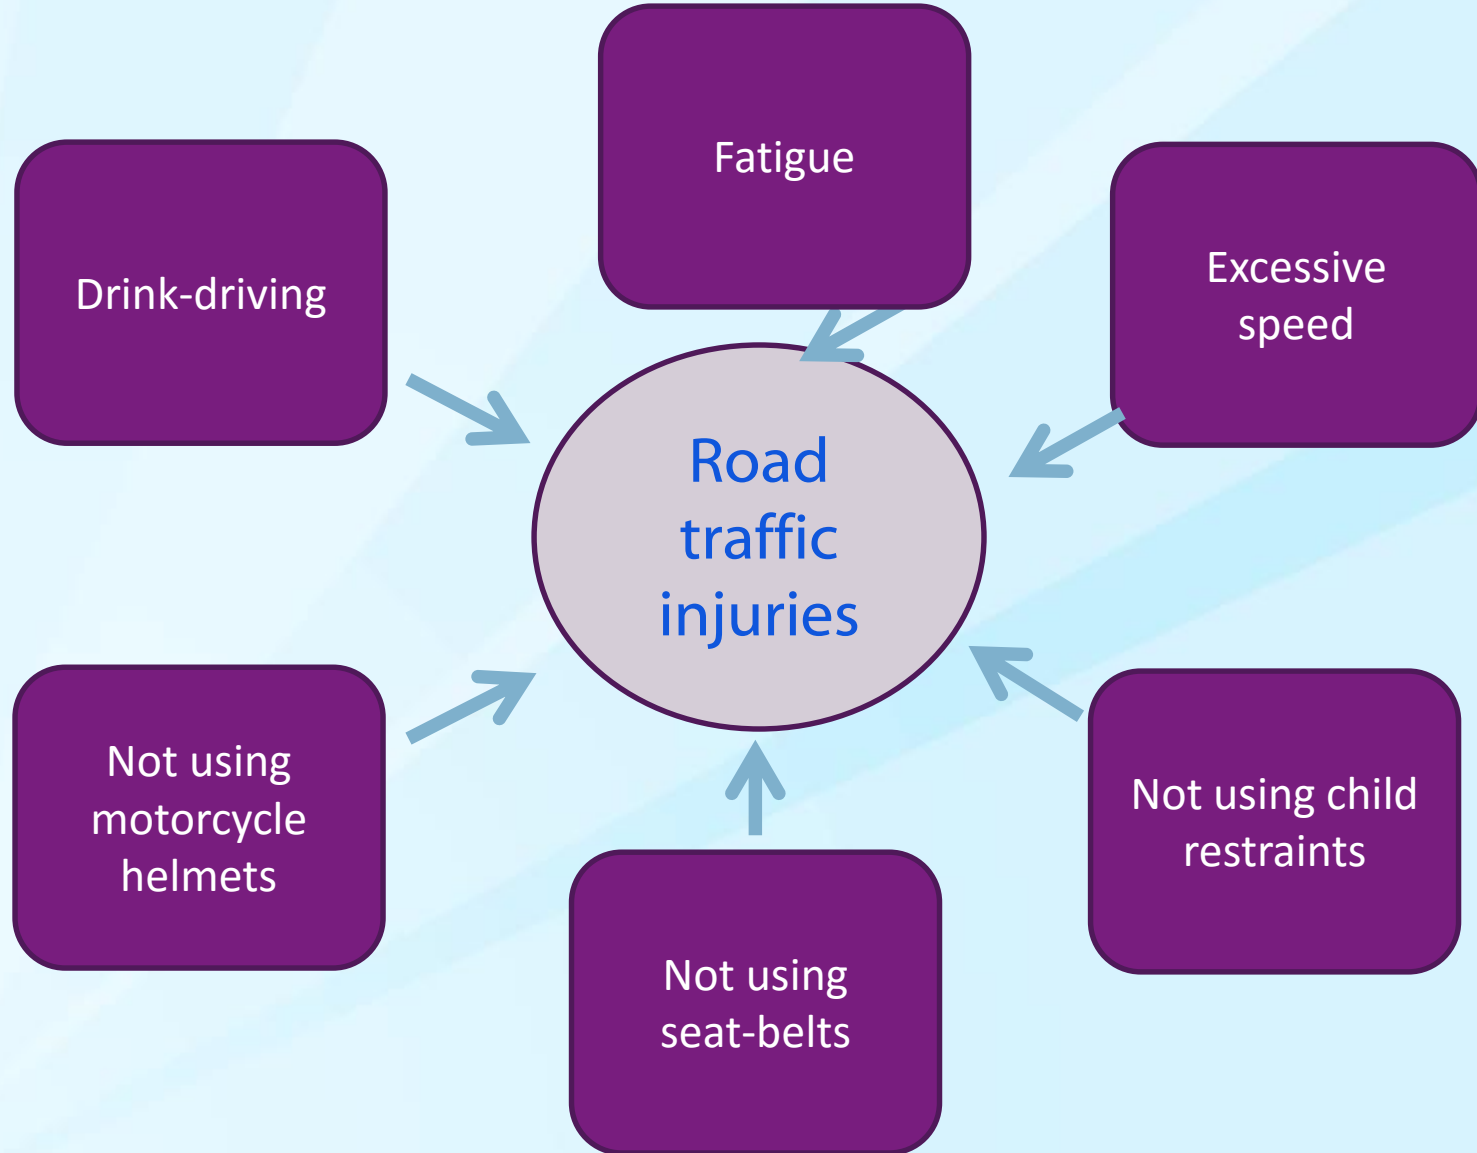 Fatigue
Drink-driving
Excessive
speed
Road
traffic
injuries
Not using
motorcycle
helmets
Not using child
restraints
Not using
seat-belts